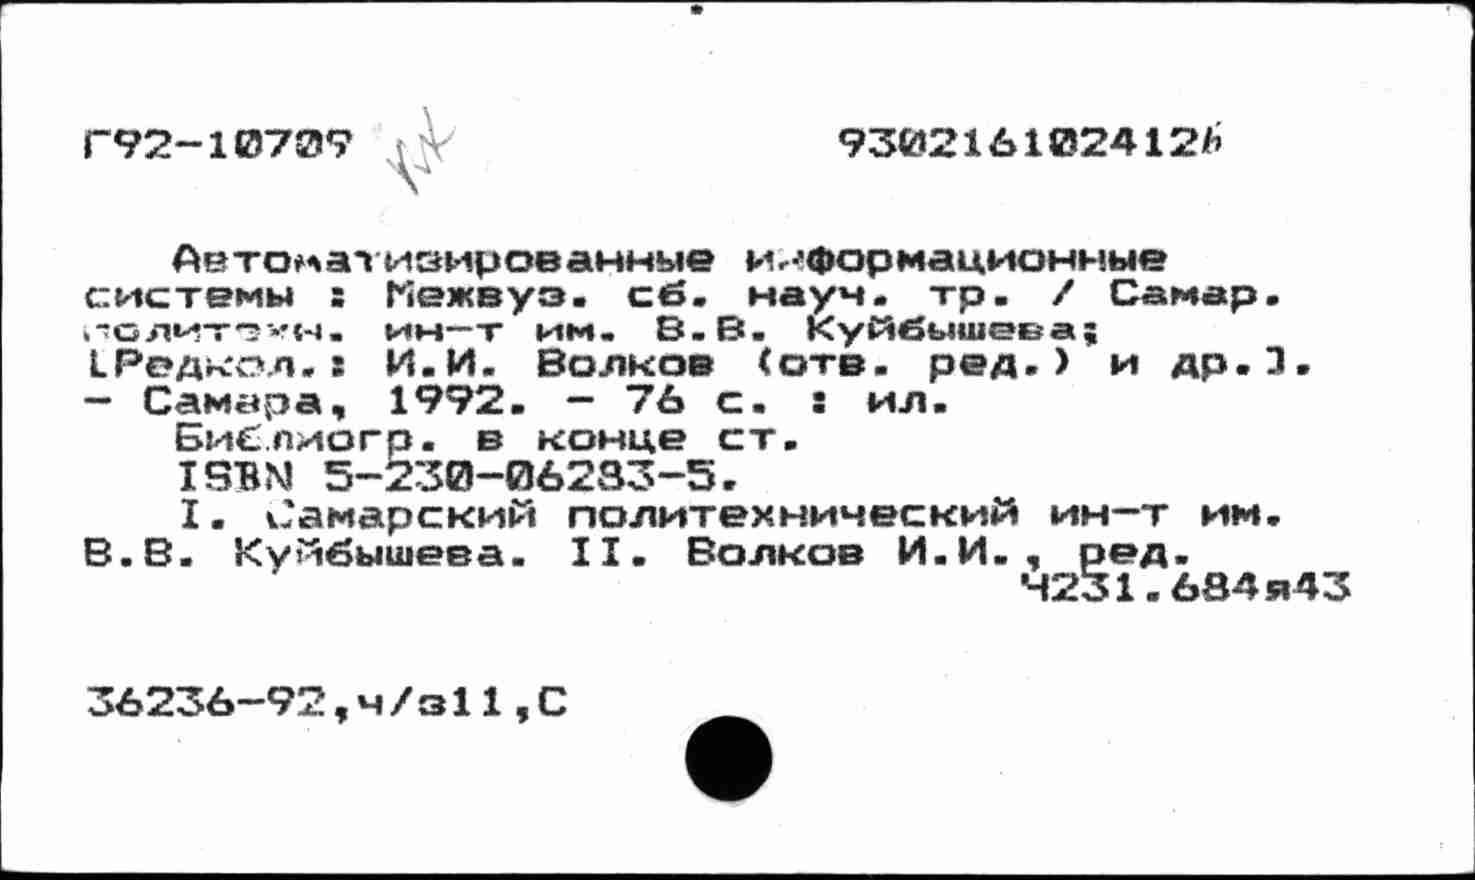 Г92-10709 930216102412б
Автоматизированные информационные
системы : Межвуз. сб. науч. тр. / Самар.
политехн. ин-т им. В.В. Куйбышева;
[Редкол.: И.И. Волков (отв. ред.) и др.].
- Самара, 1992. - 76 с. : ил.
Библиогр. в конце ст.
ISBN 5-230-06283-5.
I. Самарский политехнический ин-т им.
В.В. Куйбышева. II. Волков И.И., ред.
Ч231.684я43
36236-92,ч/з11,С